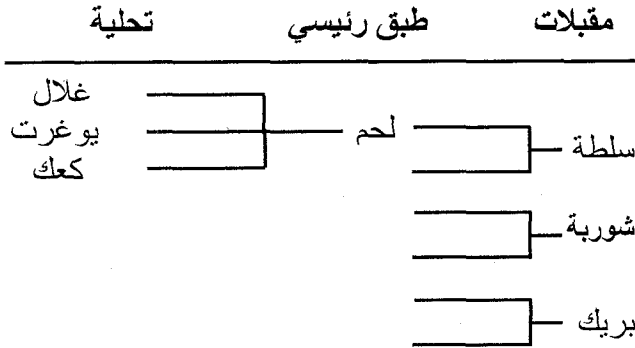 مقبلات طبق رئيسي تحلية
غلال
لحم يوغرت
سلطة
كعك
شوربة
بريك